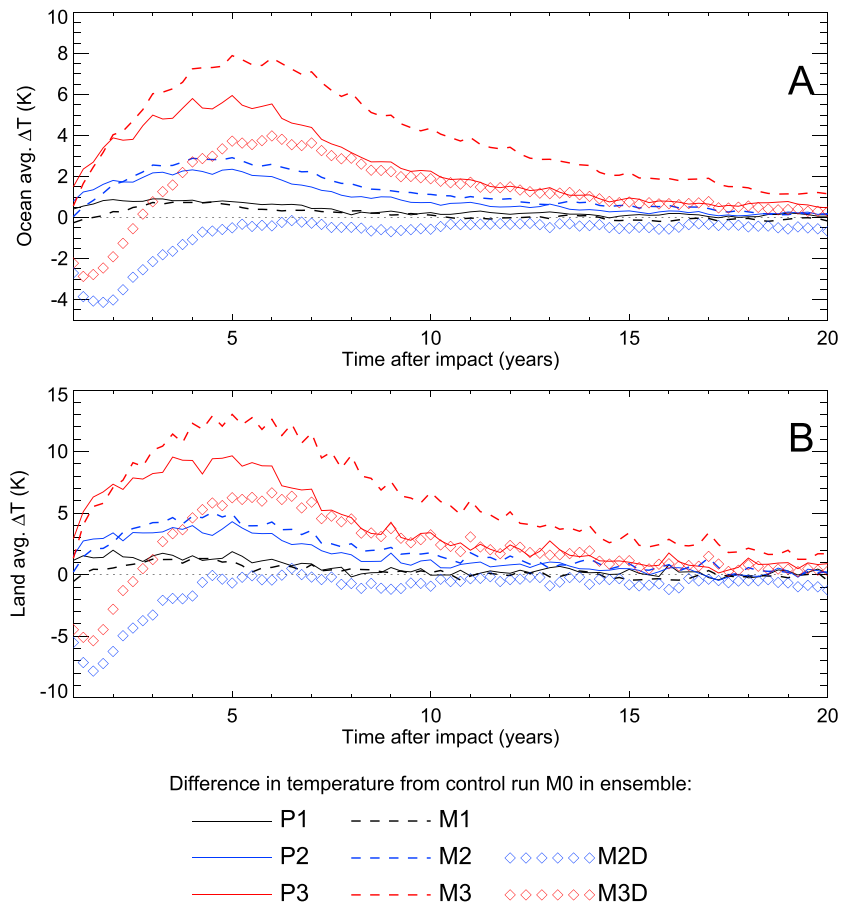 10
8
6
4
2
0
-2
-4
Ocean avg. ΔT (K)
A
5 10 15 20
Time after impact (years)
15
10
5
0
-5
-10
Land avg. ΔT (K)
B
5 10 15 20
Time after impact (years)
Difference in temperature from control run M0 in ensemble:
P1 M1
P2 M2 M2D
P3 M3 M3D